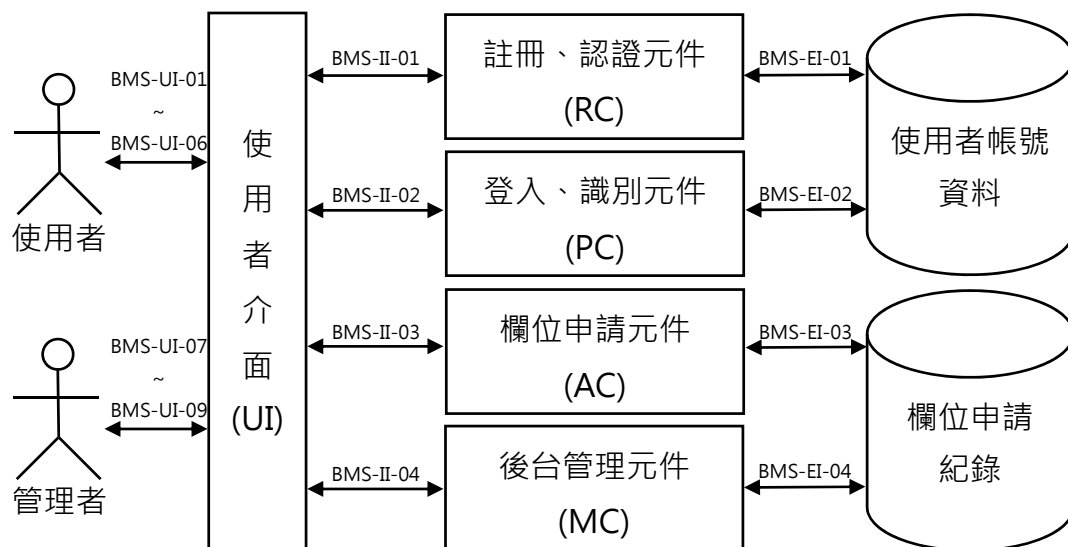 BMS-UI-01
~
BMS-UI-06
使用者
BMS-UI-07
~
BMS-UI-09
管理者
使
用
者
介
面
(UI)
BMS-II-01
BMS-II-02
BMS-II-03
BMS-II-04
註冊、認證元件
(RC)
登入、識別元件
(PC)
欄位申請元件
(AC)
後台管理元件
(MC)
BMS-EI-01
BMS-EI-02
BMS-EI-03
BMS-EI-04
使用者帳號
資料
欄位申請
紀錄